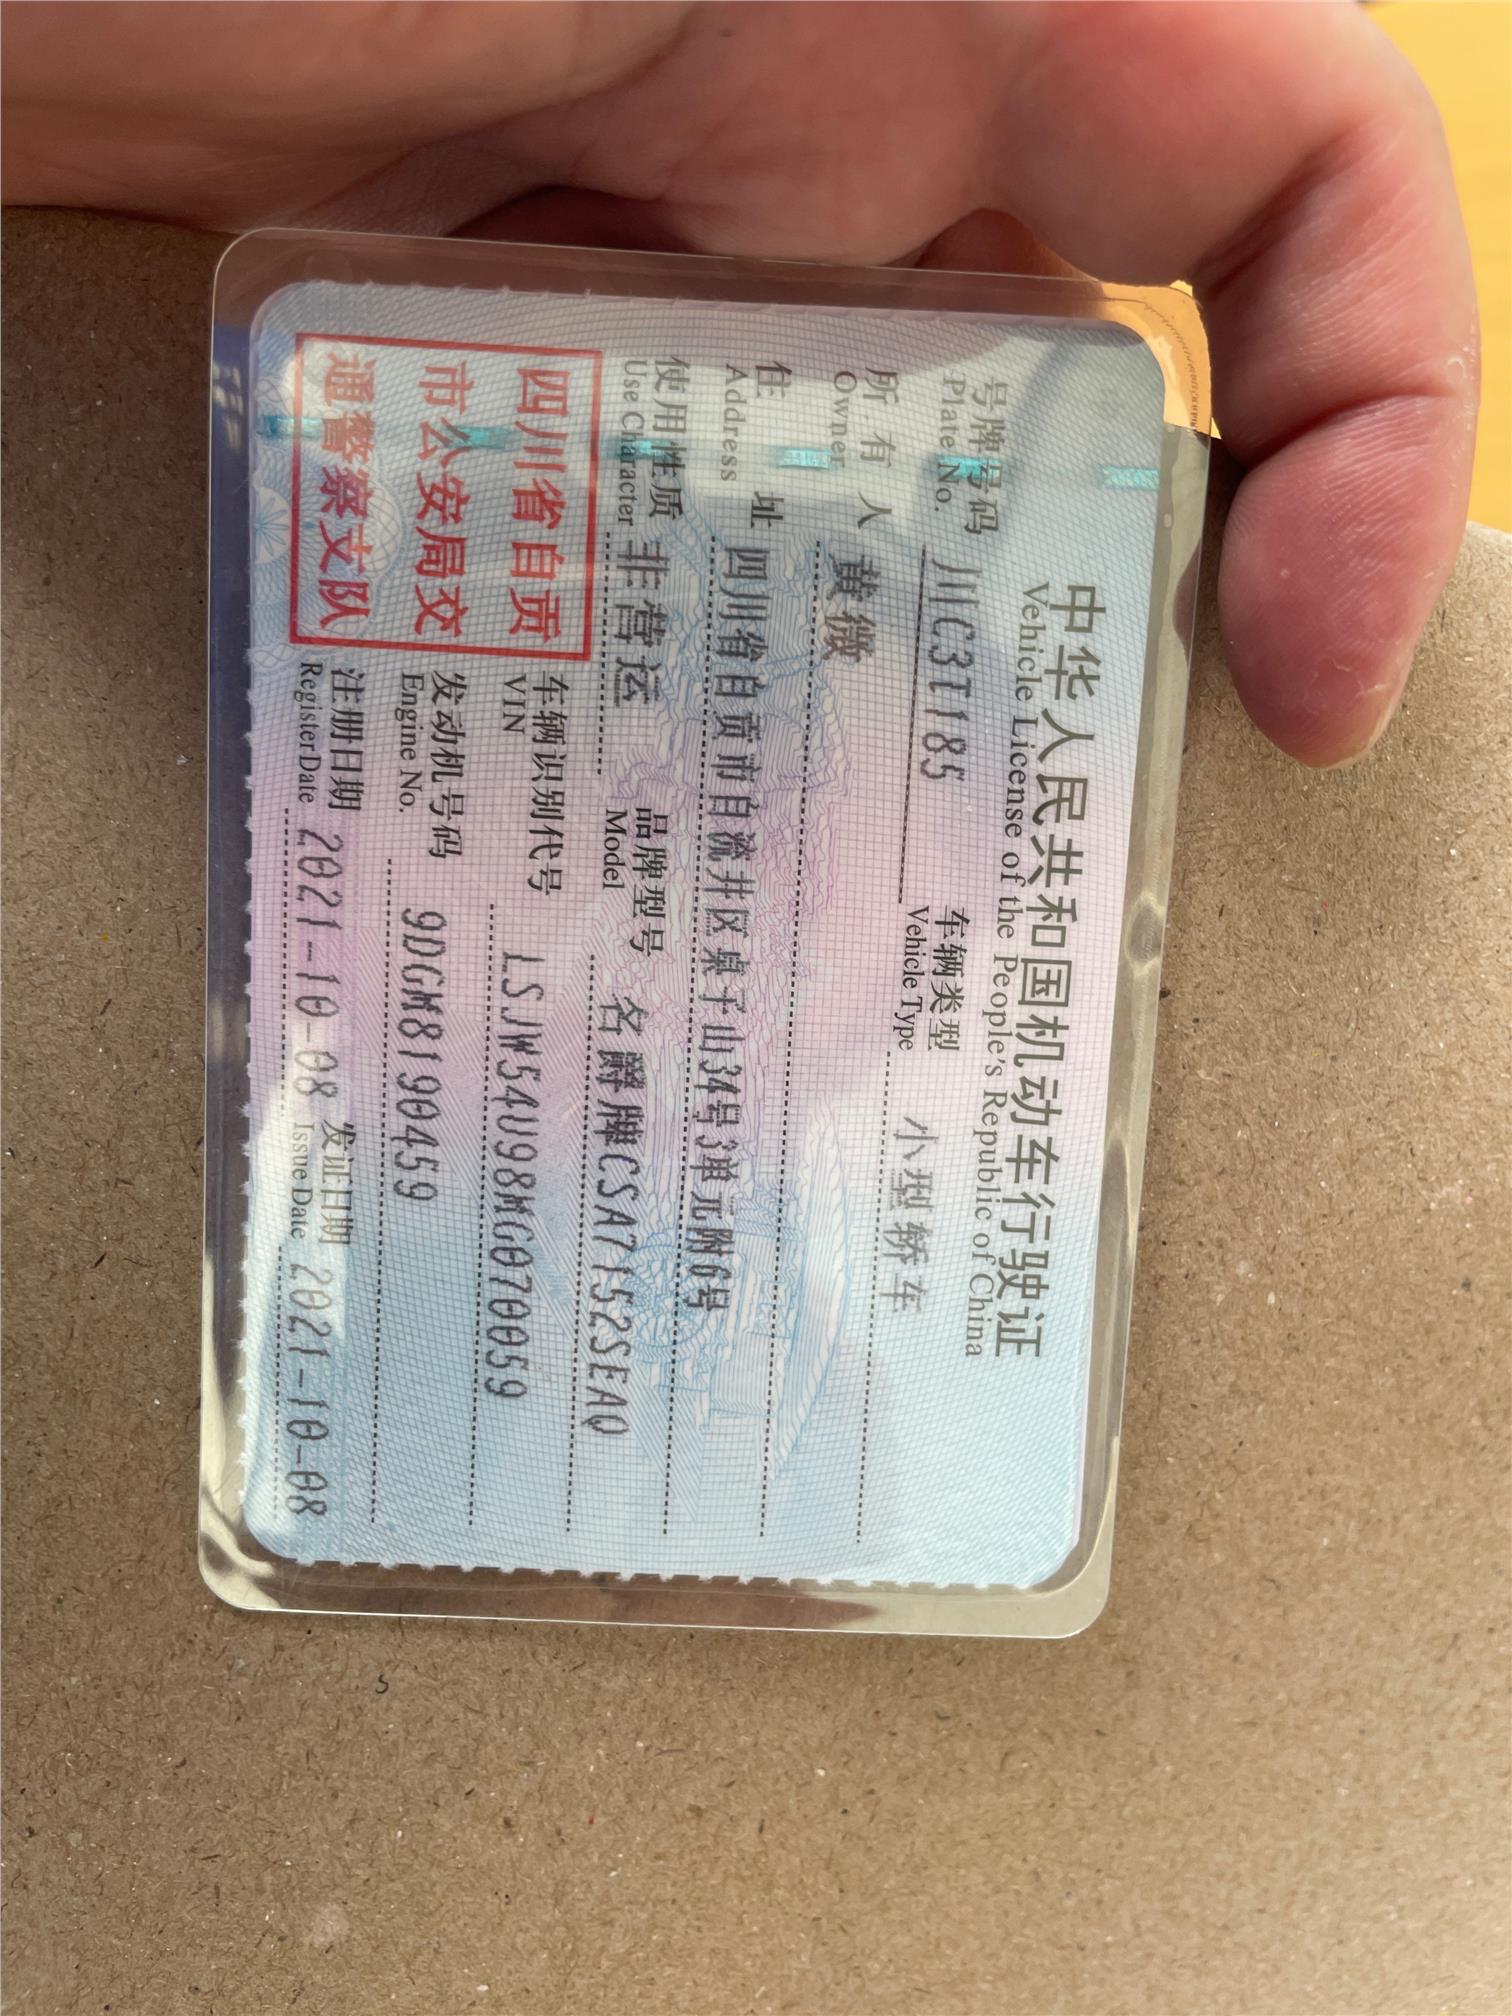 中华人民共和国机动车行驶证
Vehicle License of the People's Republic of China
号牌号码 川C3T185 车辆类型 小型轿车
Plate No. Vehicle Type
所有人 黄微
Owner
住址 四川省自贡市自流井区桌子山34号3单元附6号
Address
使用性质 非营运 品牌型号 名爵牌CSA7152SEAQ
Use Character Model
四川省自贡
市公安局交
通警察支队
车辆识别代号 LSJW54U98MG070059
VIN
发动机号码 9DGM8190459
Engine No.
注册日期 2021-10-08 发证日期 2021-10-08
Register Date Issue Date